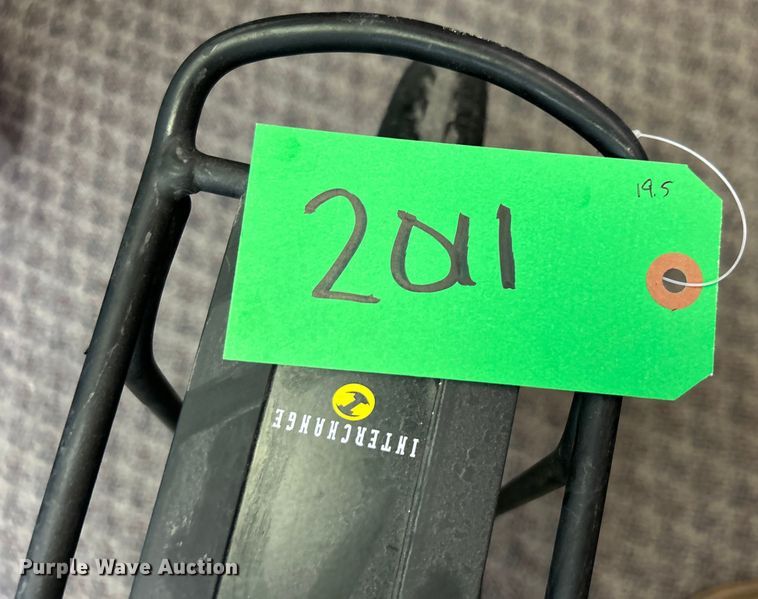 19.5
2011
INTERCHANGE
Purple Wave Auction